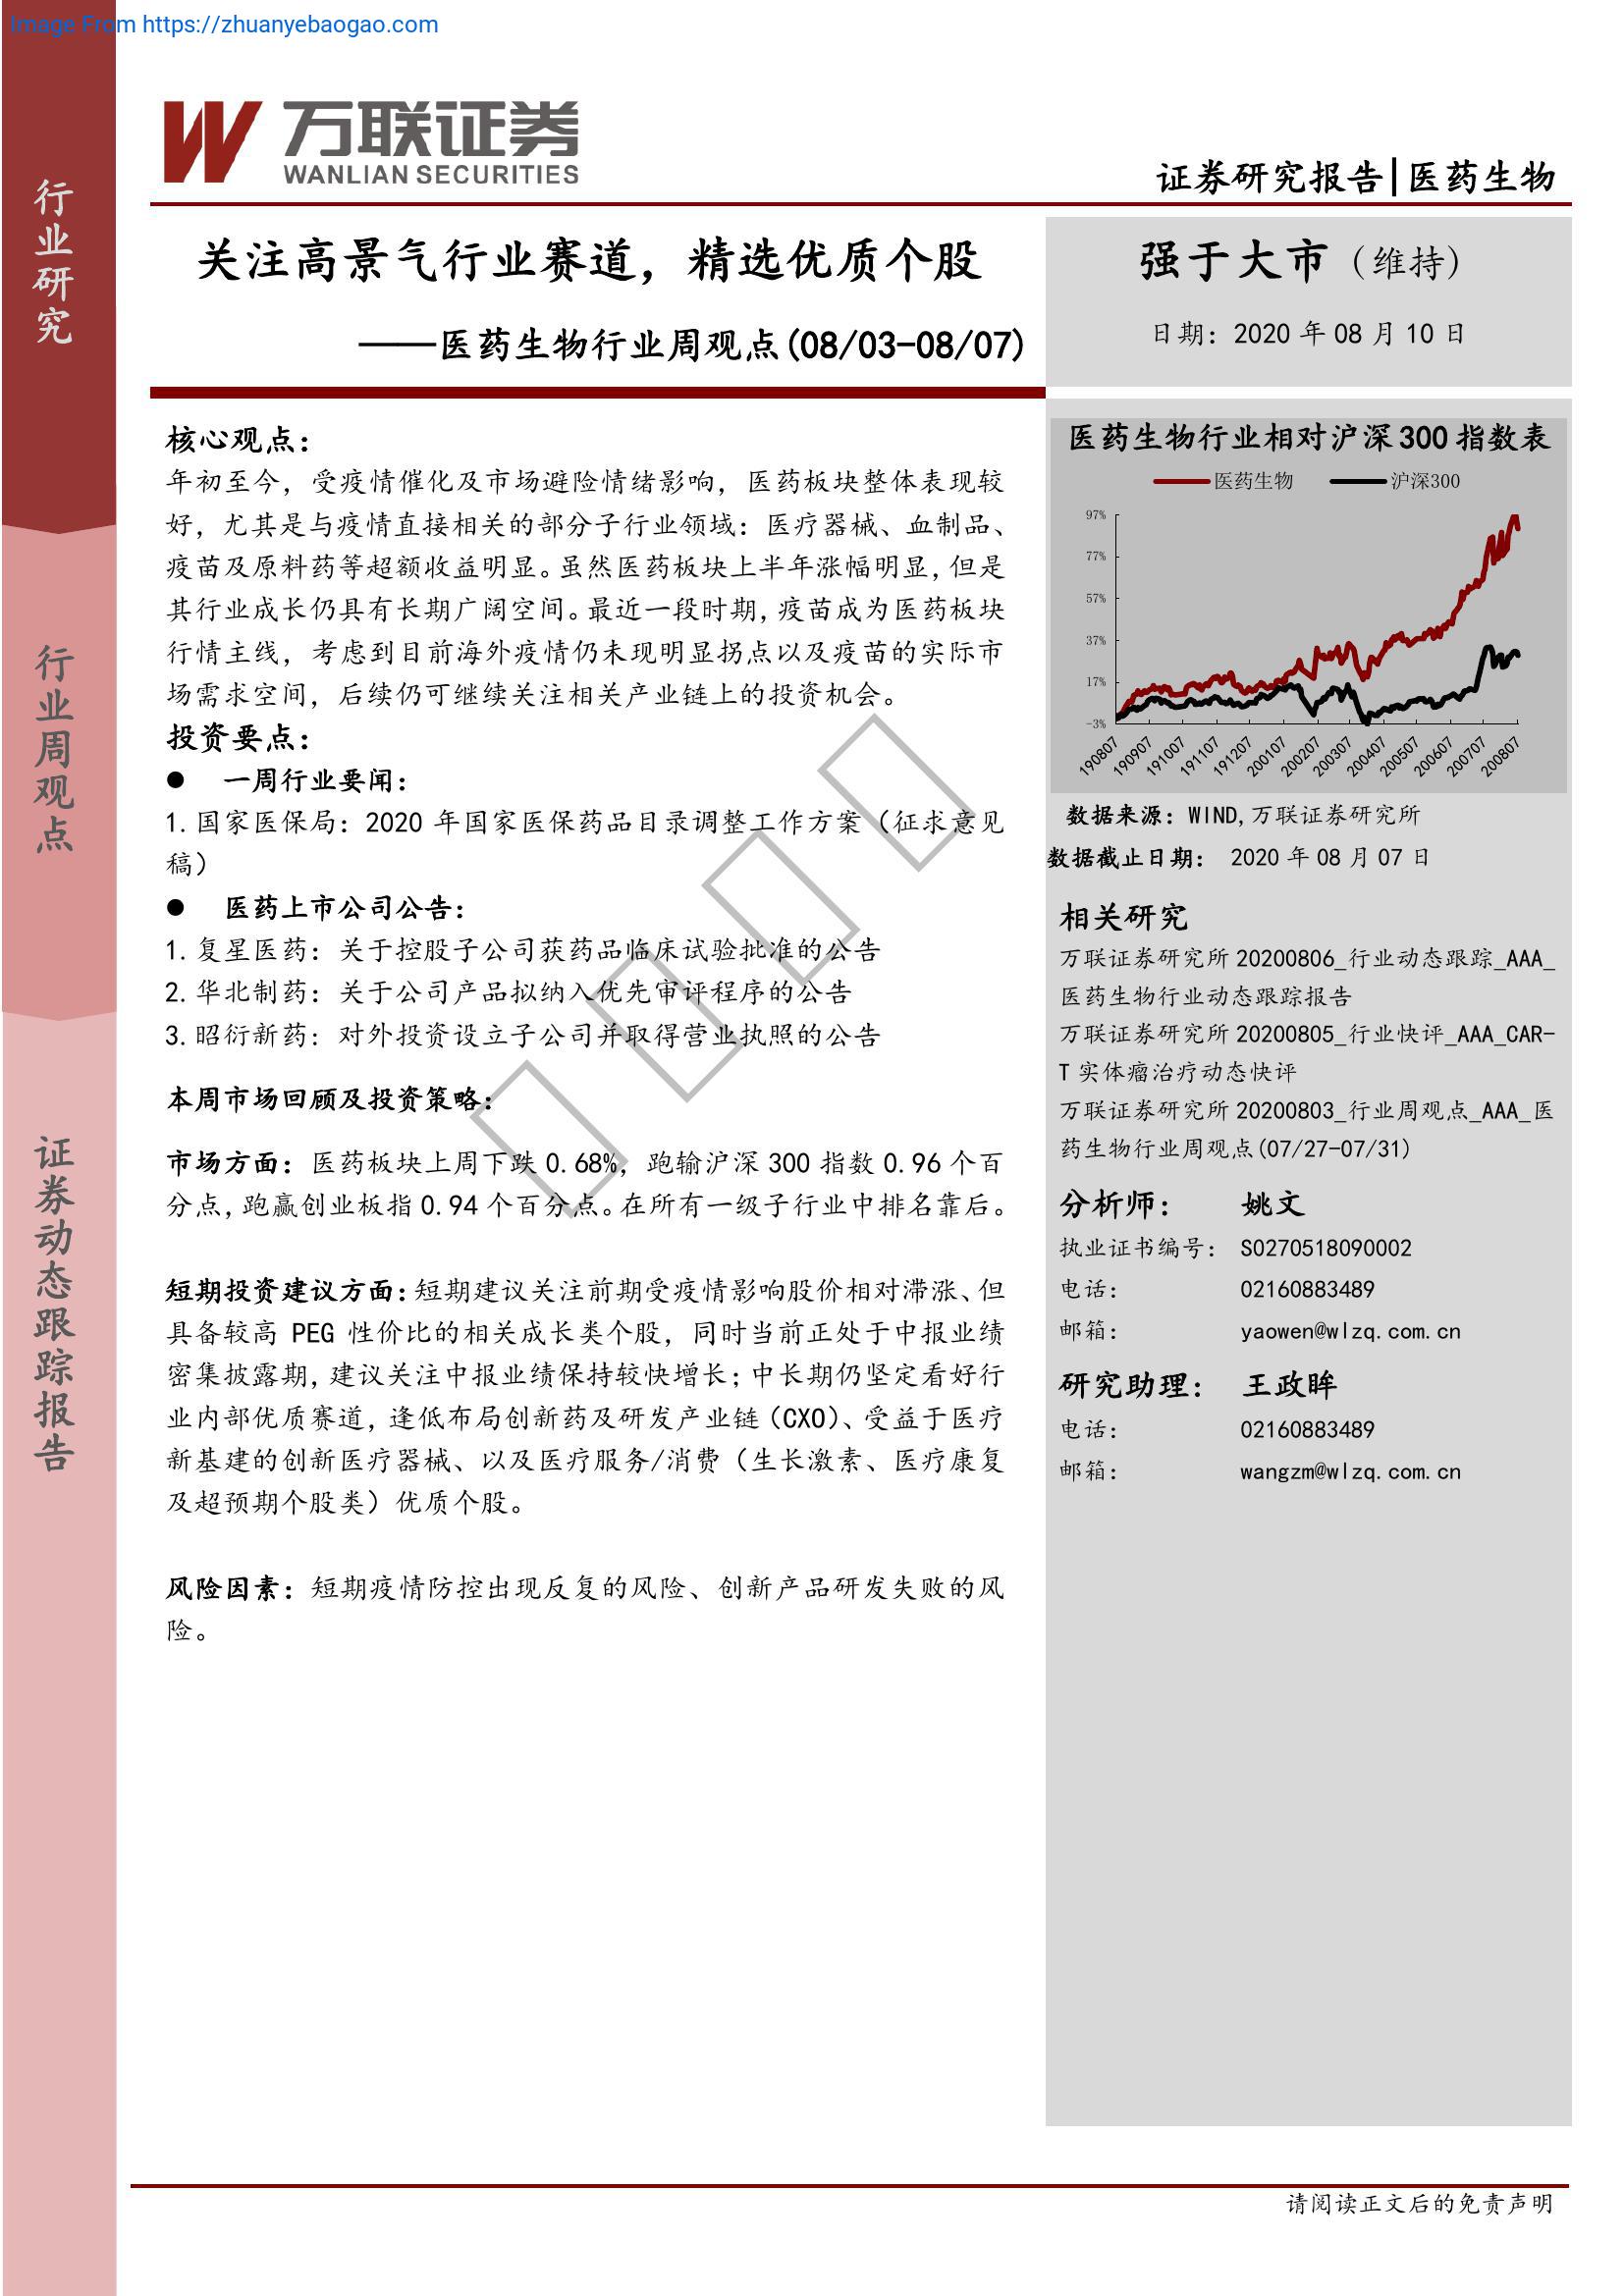 Image From https://zhuanyebaogao.com
万联证券
WANLIAN SECURITIES
证券研究报告|医药生物
行业研究
行业周观点
证券动态跟踪报告
关注高景气行业赛道，精选优质个股
——医药生物行业周观点(08/03-08/07)
强于大市（维持）
日期：2020 年 08 月 10 日
核心观点：
年初至今，受疫情催化及市场避险情绪影响，医药板块整体表现较
好，尤其是与疫情直接相关的部分子行业领域：医疗器械、血制品、
疫苗及原料药等超额收益明显。虽然医药板块上半年涨幅明显，但是
其行业成长仍具有长期广阔空间。最近一段时期，疫苗成为医药板块
行情主线，考虑到目前海外疫情仍未现明显拐点以及疫苗的实际市
场需求空间，后续仍可继续关注相关产业链上的投资机会。
投资要点：
● 一周行业要闻：
1. 国家医保局：2020 年国家医保药品目录调整工作方案（征求意见
稿）
● 医药上市公司公告：
1. 复星医药：关于控股子公司获药品临床试验批准的公告
2. 华北制药：关于公司产品拟纳入优先审评程序的公告
3. 昭衍新药：对外投资设立子公司并取得营业执照的公告
本周市场回顾及投资策略：
市场方面：医药板块上周下跌 0.68%，跑输沪深 300 指数 0.96 个百
分点，跑赢创业板指 0.94 个百分点。在所有一级子行业中排名靠后。
短期投资建议方面：短期建议关注前期受疫情影响股价相对滞涨、但
具备较高 PEG 性价比的相关成长类个股，同时当前正处于中报业绩
密集披露期，建议关注中报业绩保持较快增长；中长期仍坚定看好行
业内部优质赛道，逢低布局创新药及研发产业链（CXO）、受益于医疗
新基建的创新医疗器械、以及医疗服务/消费（生长激素、医疗康复
及超预期个股类）优质个股。
风险因素：短期疫情防控出现反复的风险、创新产品研发失败的风
险。
医药生物行业相对沪深 300 指数表
医药生物 沪深300
97%
77%
57%
37%
17%
-3%
190807 190907 191007 191107 191207 200107 200207 200307 200407 200507 200607 200707 200807
数据来源：WIND,万联证券研究所
数据截止日期： 2020 年 08 月 07 日
相关研究
万联证券研究所 20200806_行业动态跟踪_AAA_
医药生物行业动态跟踪报告
万联证券研究所 20200805_行业快评_AAA_CAR-
T 实体瘤治疗动态快评
万联证券研究所 20200803_行业周观点_AAA_医
药生物行业周观点(07/27-07/31)
分析师： 姚文
执业证书编号： S0270518090002
电话： 02160883489
邮箱： yaowen@wlzq.com.cn
研究助理： 王政眸
电话： 02160883489
邮箱： wangzm@wlzq.com.cn
请阅读正文后的免责声明